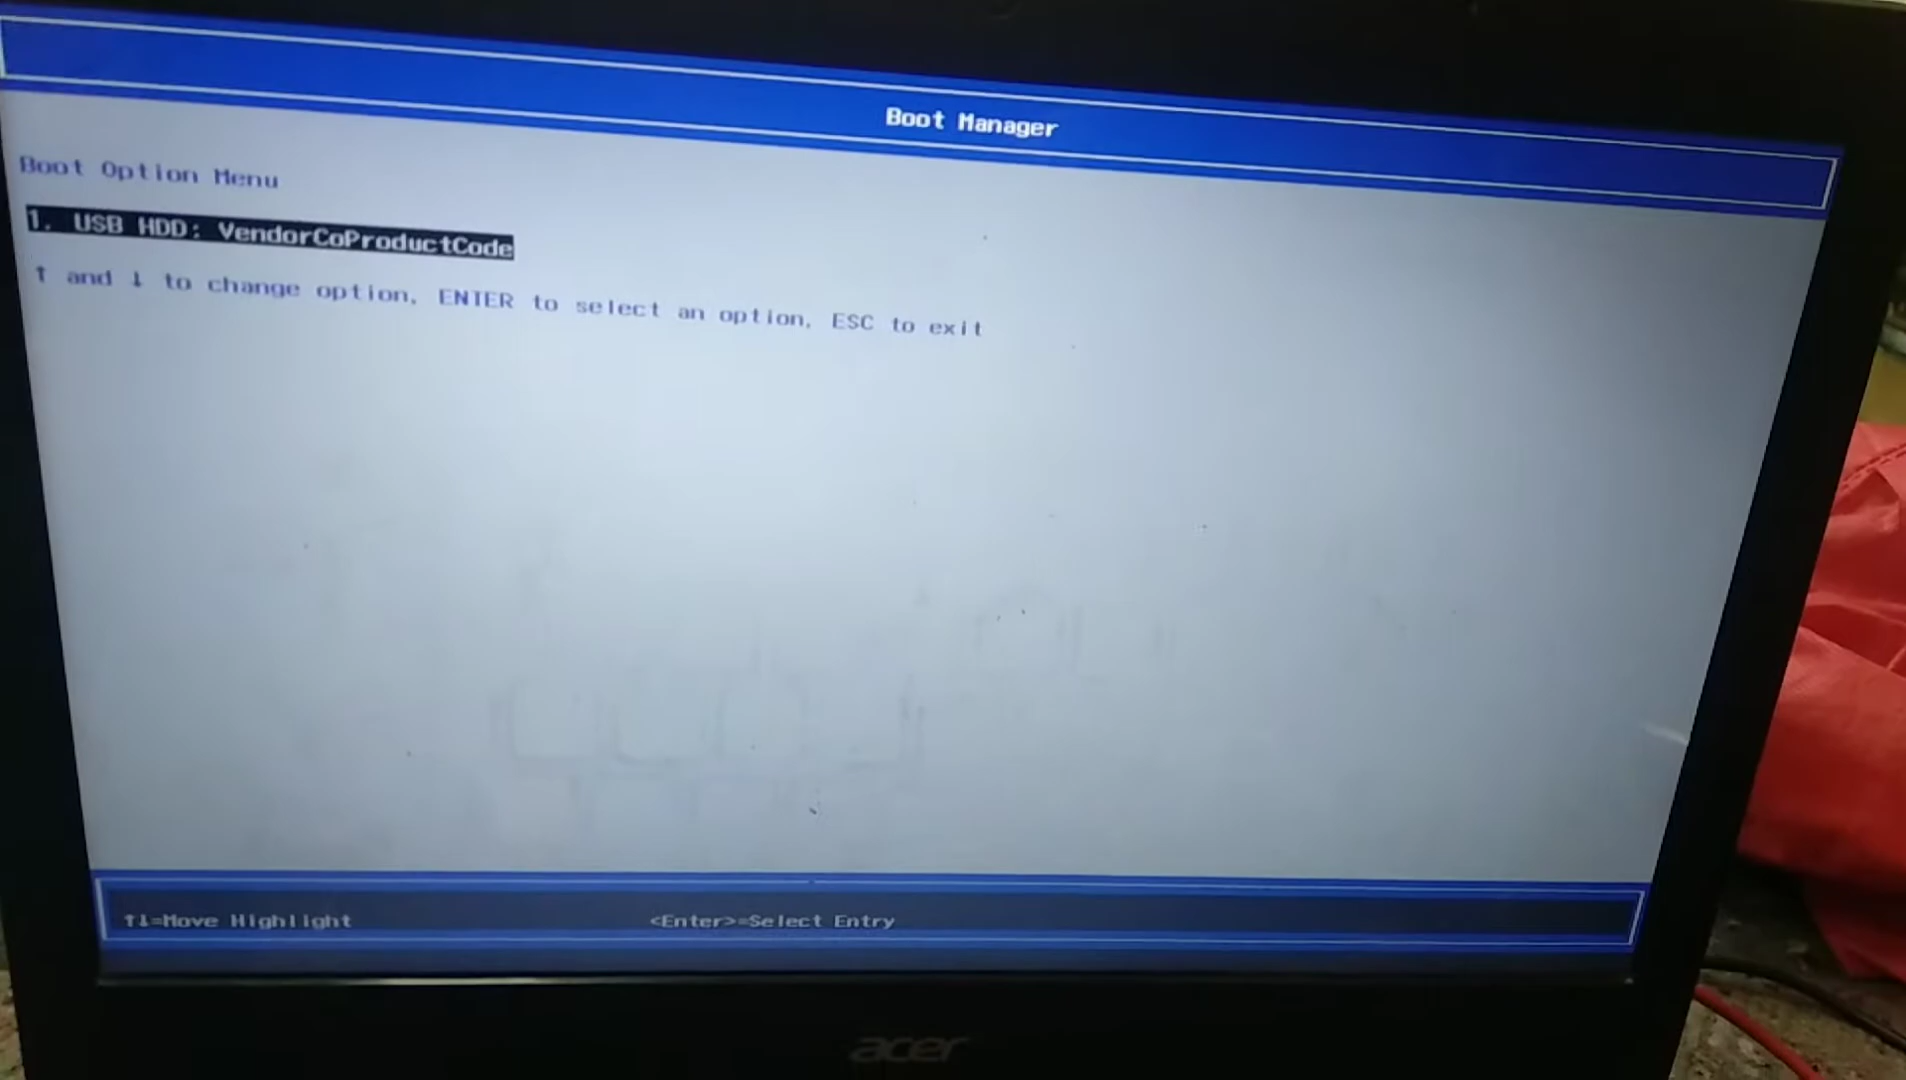 Boot Manager
Boot Option Menu
1. USB HDD: VendorCoProductCode
↑ and ↓ to change option, ENTER to select an option, ESC to exit
↑↓=Move Highlight <Enter>=Select Entry
acer